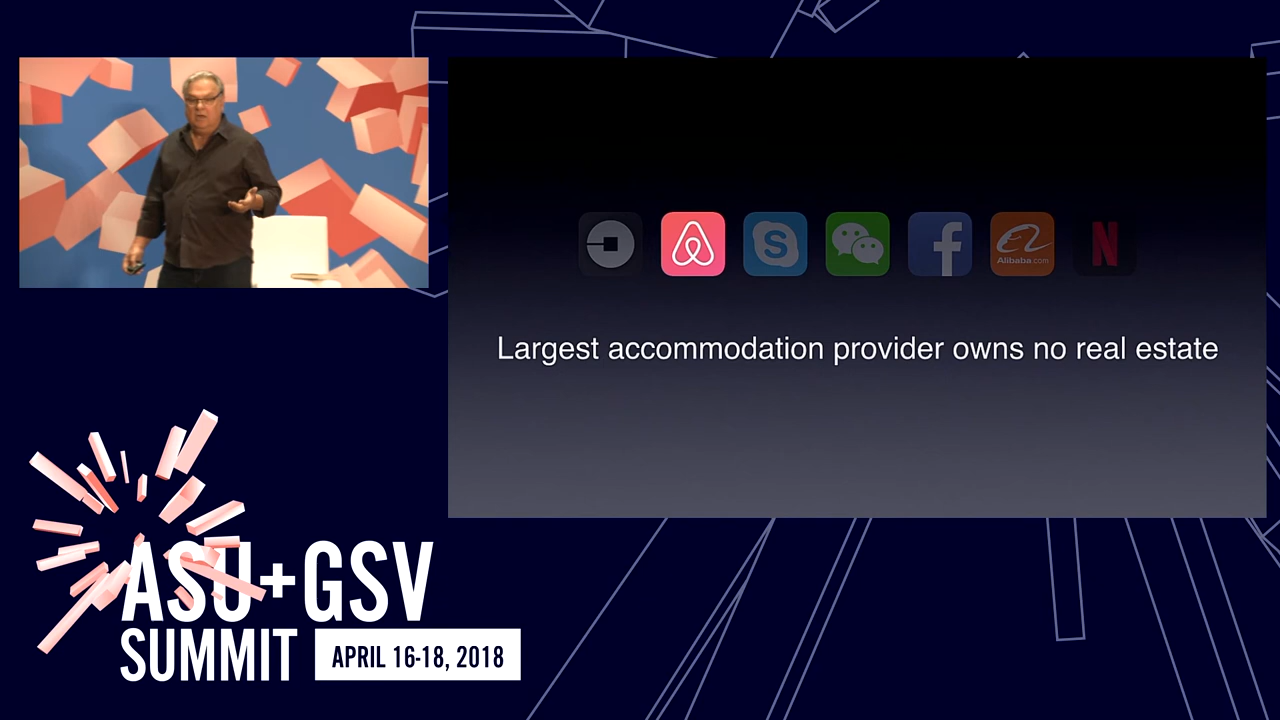 S
f
Alibaba.com
N
Largest accommodation provider owns no real estate
ASU+GSV
SUMMIT
APRIL 16-18, 2018